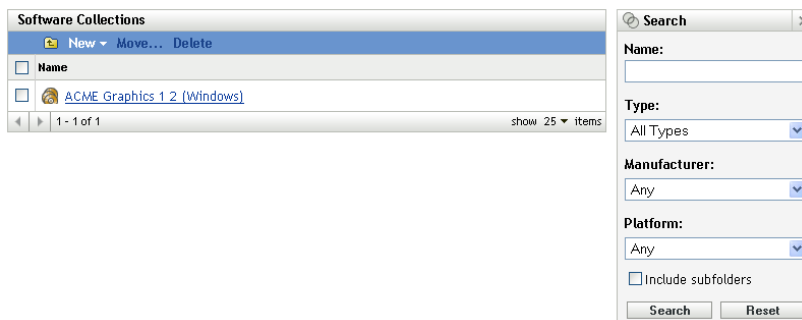 Software Collections
New Move... Delete
Name
ACME Graphics 1 2 (Windows)
1 - 1 of 1 show 25 items
Search
Name:
Type:
All Types
Manufacturer:
Any
Platform:
Any
Include subfolders
Search Reset